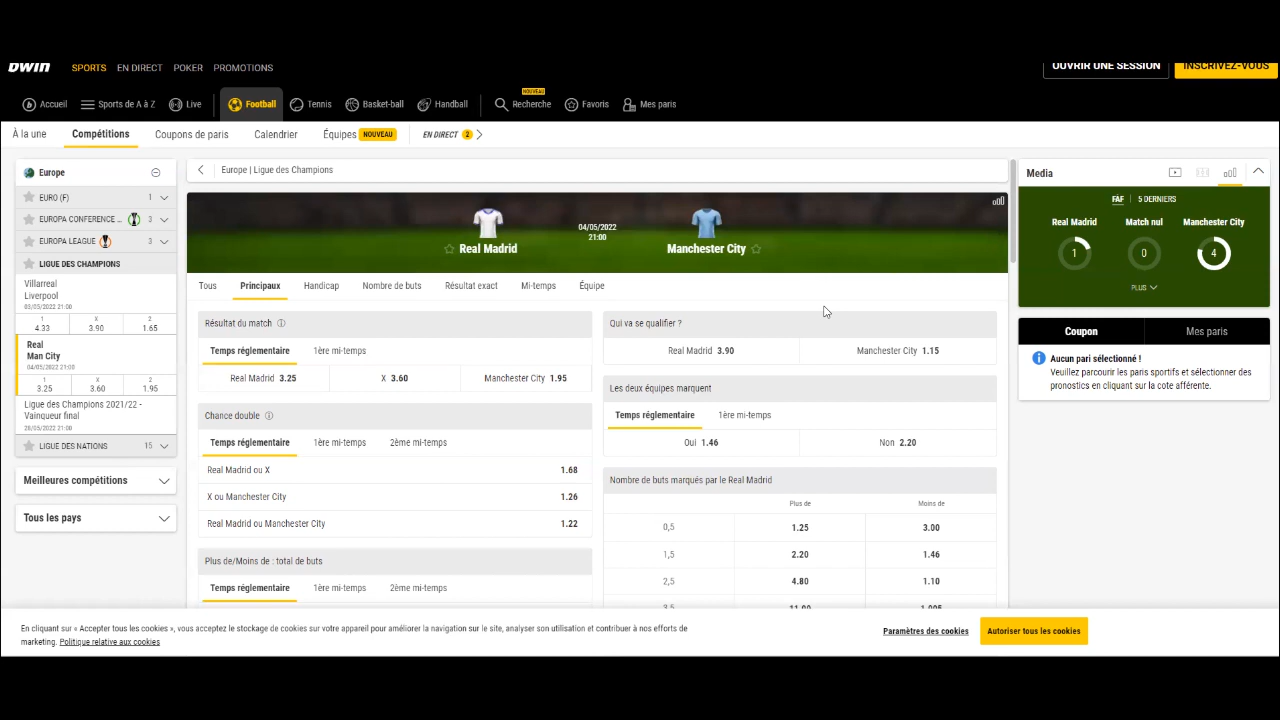 DWIN SPORTS EN DIRECT POKER PROMOTIONS OUVRIR UNE SESSION INSCRIVEZ-VOUS
NOUVEAU
Accueil Sports de A à Z Live Football Tennis Basket-ball Handball Recherche Favoris Mes paris
À la une Compétitions Coupons de paris Calendrier Équipes NOUVEAU EN DIRECT 2
Europe
EURO (F) 1
EUROPA CONFERENCE ... 3
EUROPA LEAGUE 3
LIGUE DES CHAMPIONS
Villarreal
Liverpool
03/05/2022 21:00
1 X 2
4.33 3.90 1.65
Real
Man City
04/05/2022 21:00
1 X 2
3.25 3.60 1.95
Ligue des Champions 2021/22 -
Vainqueur final
28/05/2022 21:00
LIGUE DES NATIONS 15
Meilleures compétitions
Tous les pays
Europe | Ligue des Champions
04/05/2022
21:00
Real Madrid Manchester City
Tous Principaux Handicap Nombre de buts Résultat exact Mi-temps Équipe
Résultat du match
Temps réglementaire 1ère mi-temps
Real Madrid 3.25 X 3.60 Manchester City 1.95
Chance double
Temps réglementaire 1ère mi-temps 2ème mi-temps
Real Madrid ou X 1.68
X ou Manchester City 1.26
Real Madrid ou Manchester City 1.22
Plus de/Moins de : total de buts
Temps réglementaire 1ère mi-temps 2ème mi-temps
Qui va se qualifier ?
Real Madrid 3.90 Manchester City 1.15
Les deux équipes marquent
Temps réglementaire 1ère mi-temps
Oui 1.46 Non 2.20
Nombre de buts marqués par le Real Madrid
Plus de Moins de
0,5 1.25 3.00
1,5 2.20 1.46
2,5 4.80 1.10
3,5 11.00 1.005
Media
FÀF 5 DERNIERS
Real Madrid Match nul Manchester City
1 0 4
PLUS
Coupon Mes paris
Aucun pari sélectionné !
Veuillez parcourir les paris sportifs et sélectionner des
pronostics en cliquant sur la cote afférente.
En cliquant sur « Accepter tous les cookies », vous acceptez le stockage de cookies sur votre appareil pour améliorer la navigation sur le site, analyser son utilisation et contribuer à nos efforts de
marketing. Politique relative aux cookies
Paramètres des cookies Autoriser tous les cookies